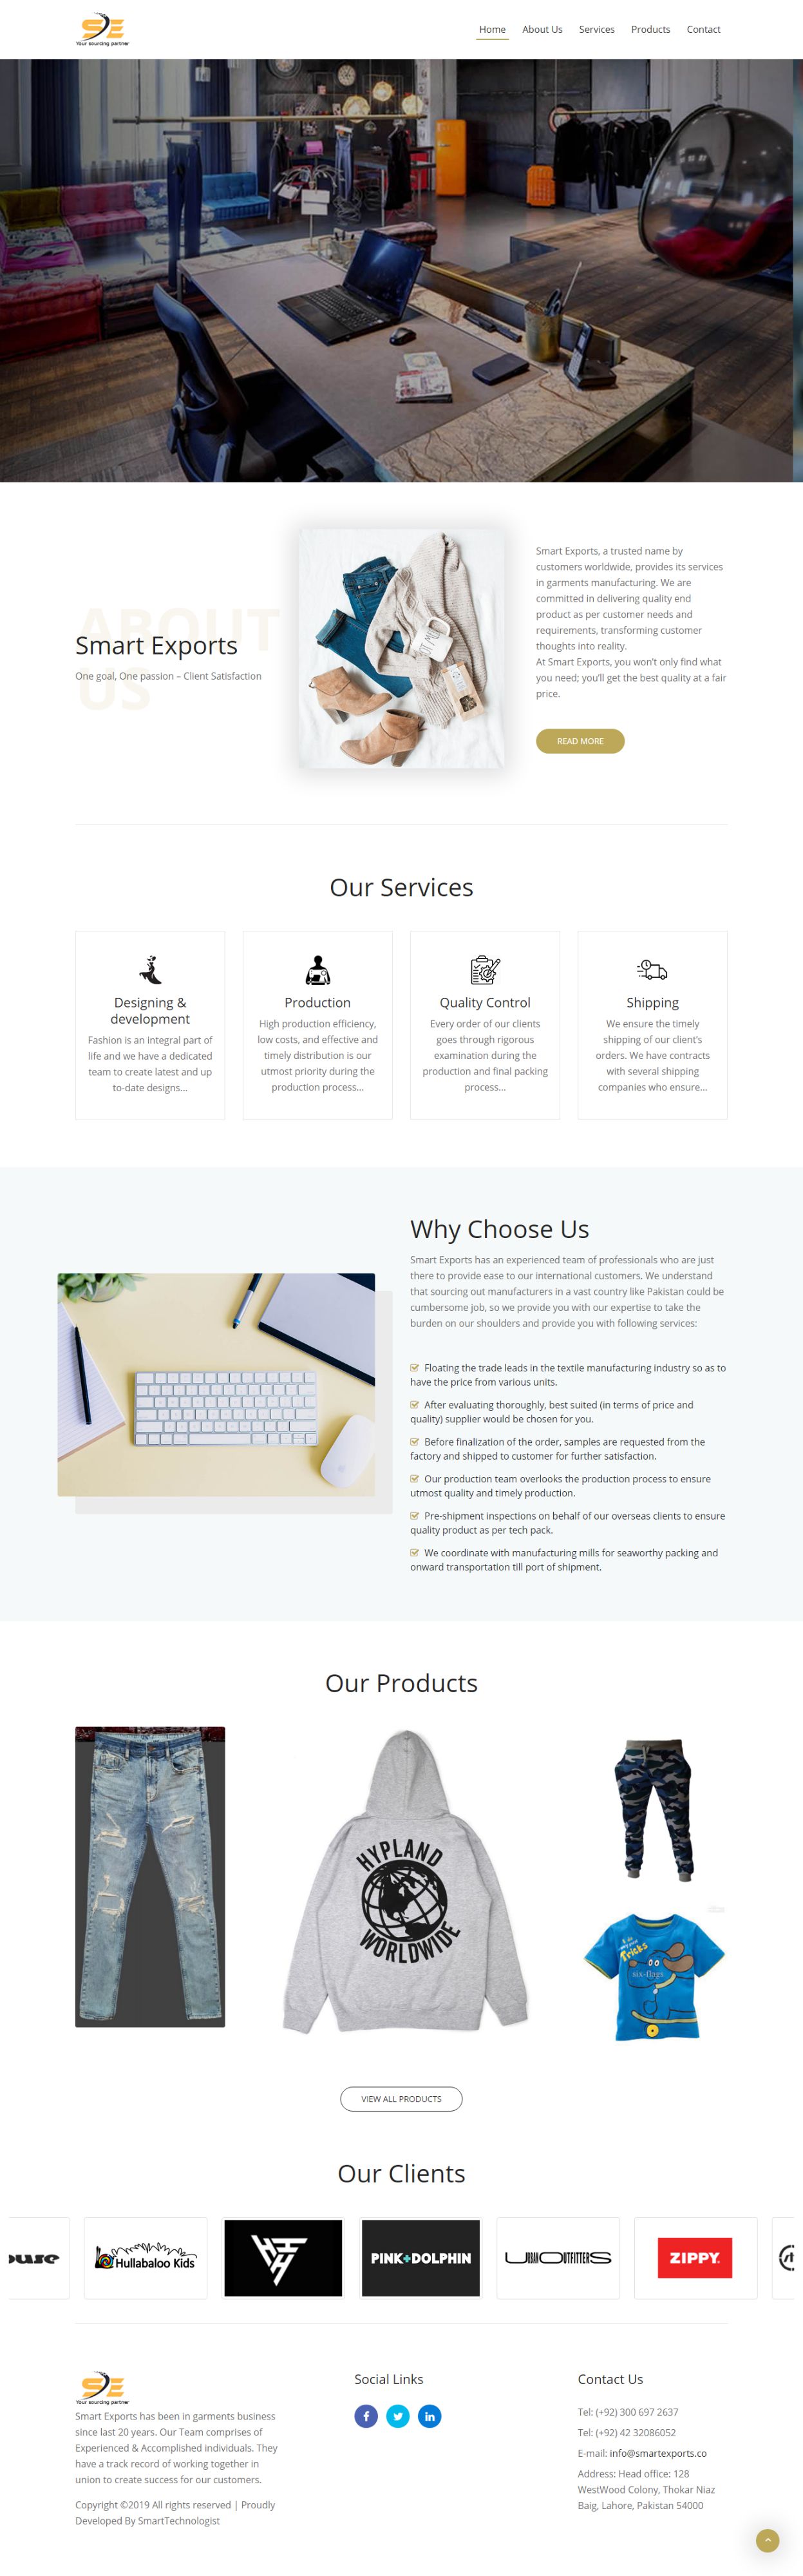 SE
Your sourcing partner
Home About Us Services Products Contact
ABOUT
US
Smart Exports
One goal, One passion – Client Satisfaction
Smart Exports, a trusted name by
customers worldwide, provides its services
in garments manufacturing. We are
committed in delivering quality end
product as per customer needs and
requirements, transforming customer
thoughts into reality.
At Smart Exports, you won't only find what
you need; you'll get the best quality at a fair
price.
READ MORE
Our Services
Designing &
development
Fashion is an integral part of
life and we have a dedicated
team to create latest and up
to-date designs...
Production
High production efficiency,
low costs, and effective and
timely distribution is our
utmost priority during the
production process...
Quality Control
Every order of our clients
goes through rigorous
examination during the
production and final packing
process...
Shipping
We ensure the timely
shipping of our client's
orders. We have contracts
with several shipping
companies who ensure...
Why Choose Us
Smart Exports has an experienced team of professionals who are just
there to provide ease to our international customers. We understand
that sourcing out manufacturers in a vast country like Pakistan could be
cumbersome job, so we provide you with our expertise to take the
burden on our shoulders and provide you with following services:
Floating the trade leads in the textile manufacturing industry so as to
have the price from various units.
After evaluating thoroughly, best suited (in terms of price and
quality) supplier would be chosen for you.
Before finalization of the order, samples are requested from the
factory and shipped to customer for further satisfaction.
Our production team overlooks the production process to ensure
utmost quality and timely production.
Pre-shipment inspections on behalf of our overseas clients to ensure
quality product as per tech pack.
We coordinate with manufacturing mills for seaworthy packing and
onward transportation till port of shipment.
Our Products
HYPLAND
WORLDWIDE
Tricks
six-flags
VIEW ALL PRODUCTS
Our Clients
Hullabaloo Kids
PINK DOLPHIN
URBAN OUTFITTERS
ZIPPY
SE
Your sourcing partner
Smart Exports has been in garments business
since last 20 years. Our Team comprises of
Experienced & Accomplished individuals. They
have a track record of working together in
union to create success for our customers.
Copyright ©2019 All rights reserved | Proudly
Developed By SmartTechnologist
Social Links
Contact Us
Tel: (+92) 300 697 2637
Tel: (+92) 42 32086052
E-mail: info@smartexports.co
Address: Head office: 128
WestWood Colony, Thokar Niaz
Baig, Lahore, Pakistan 54000